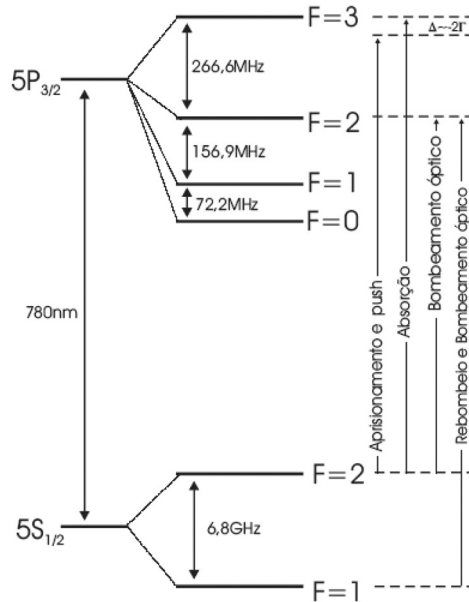 F=3
Δ~-2Γ
266,6MHz
5P3/2
F=2
156,9MHz
F=1
72,2MHz
F=0
780nm
Aprisionamento e push
Absorção
Bombeamento óptico
Rebombeio e Bombeamento óptico
F=2
6,8GHz
5S1/2
F=1